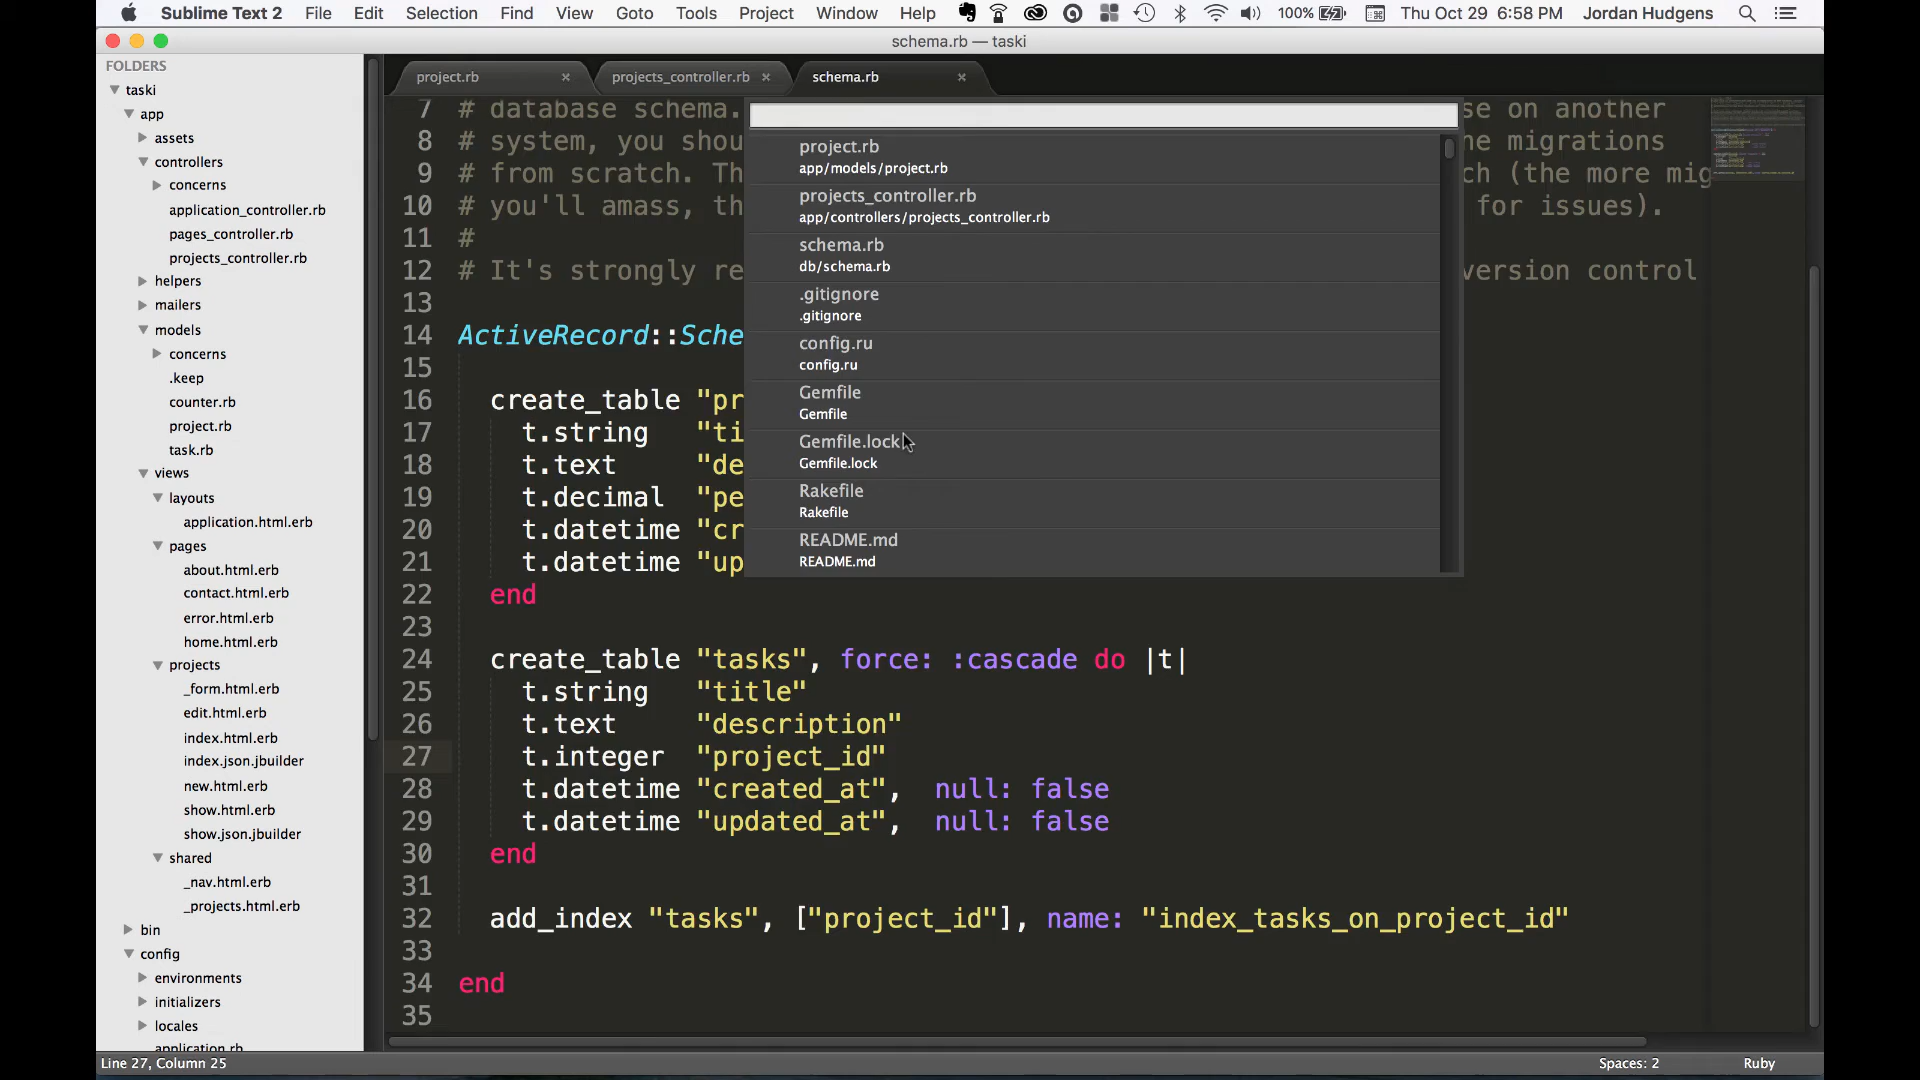 Sublime Text 2 File Edit Selection Find View Goto Tools Project Window Help 100% Thu Oct 29 6:58 PM Jordan Hudgens
schema.rb — taski
FOLDERS
taski
app
assets
controllers
concerns
application_controller.rb
pages_controller.rb
projects_controller.rb
helpers
mailers
models
concerns
.keep
counter.rb
project.rb
task.rb
views
layouts
application.html.erb
pages
about.html.erb
contact.html.erb
error.html.erb
home.html.erb
projects
_form.html.erb
edit.html.erb
index.html.erb
index.json.jbuilder
new.html.erb
show.html.erb
show.json.jbuilder
shared
_nav.html.erb
_projects.html.erb
bin
config
environments
initializers
locales
application.rb
project.rb projects_controller.rb schema.rb
7 # database schema. se on another
8 # system, you shou ne migrations
9 # from scratch. Th ch (the more mig
10 # you'll amass, th for issues).
11 #
12 # It's strongly re version control
13
14 ActiveRecord::Sche
15
16 create_table "pr
17 t.string "ti
18 t.text "de
19 t.decimal "pe
20 t.datetime "cr
21 t.datetime "up
22 end
23
24 create_table "tasks", force: :cascade do |t|
25 t.string "title"
26 t.text "description"
27 t.integer "project_id"
28 t.datetime "created_at", null: false
29 t.datetime "updated_at", null: false
30 end
31
32 add_index "tasks", ["project_id"], name: "index_tasks_on_project_id"
33
34 end
35
project.rb
app/models/project.rb
projects_controller.rb
app/controllers/projects_controller.rb
schema.rb
db/schema.rb
.gitignore
.gitignore
config.ru
config.ru
Gemfile
Gemfile
Gemfile.lock
Gemfile.lock
Rakefile
Rakefile
README.md
README.md
Line 27, Column 25 Spaces: 2 Ruby